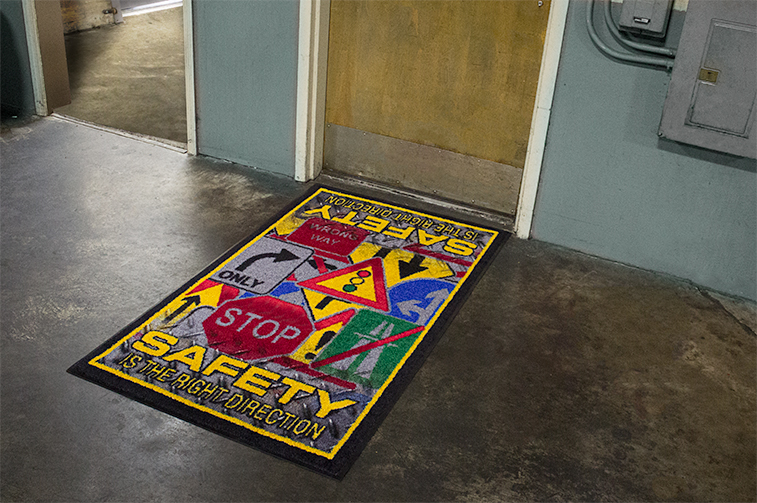 IS THE RIGHT DIRECTION
SAFETY
WRONG
WAY
ONLY
STOP
SAFETY
IS THE RIGHT DIRECTION